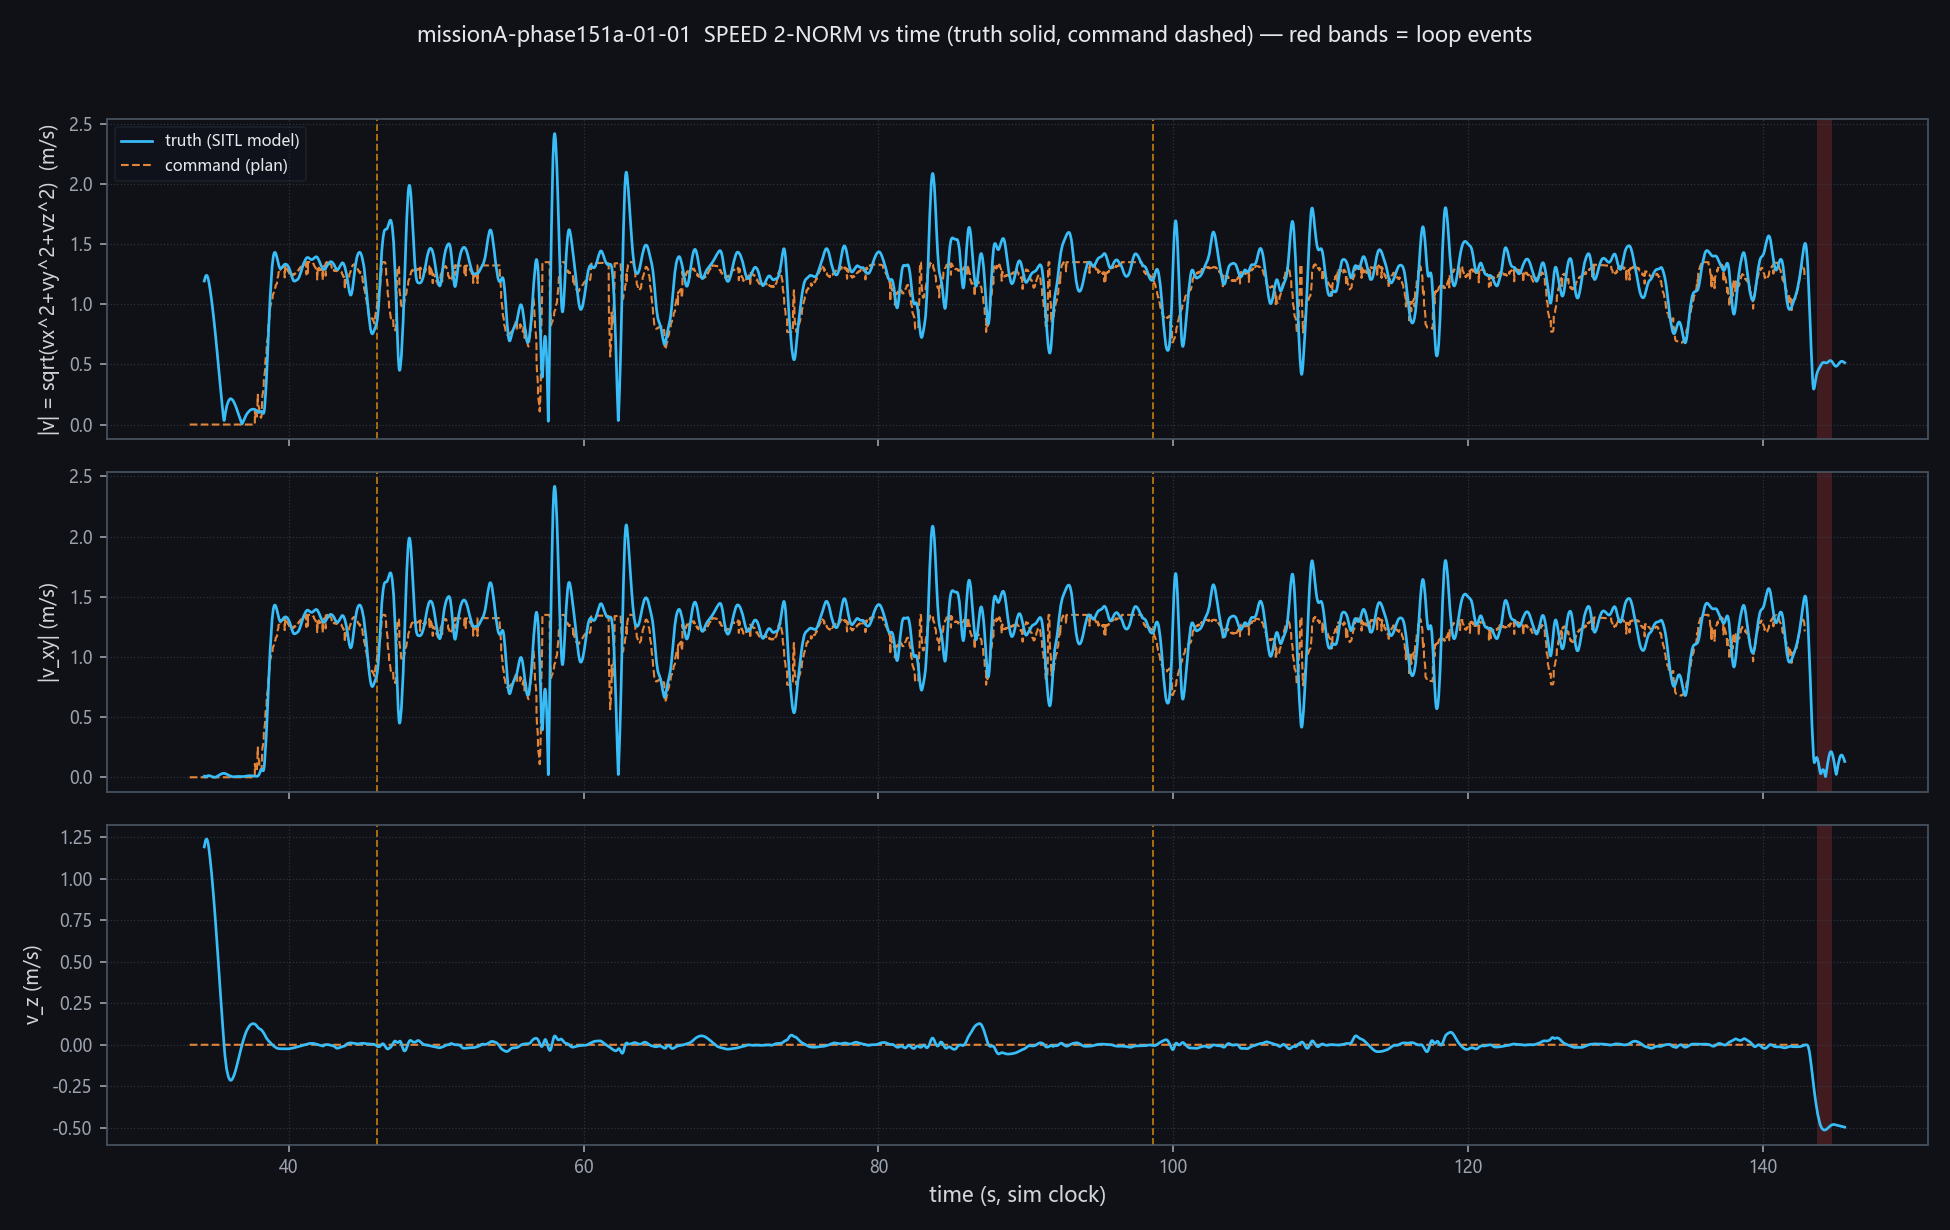 missionA-phase151a-01-01  SPEED 2-NORM vs time (truth solid, command dashed) — red bands = loop events
|v| = sqrt(vx^2+vy^2+vz^2)  (m/s)
2.5
2.0
1.5
1.0
0.5
0.0
truth (SITL model)
command (plan)
|v_xy| (m/s)
2.5
2.0
1.5
1.0
0.5
0.0
v_z (m/s)
1.25
1.00
0.75
0.50
0.25
0.00
-0.25
-0.50
40 60 80 100 120 140
time (s, sim clock)